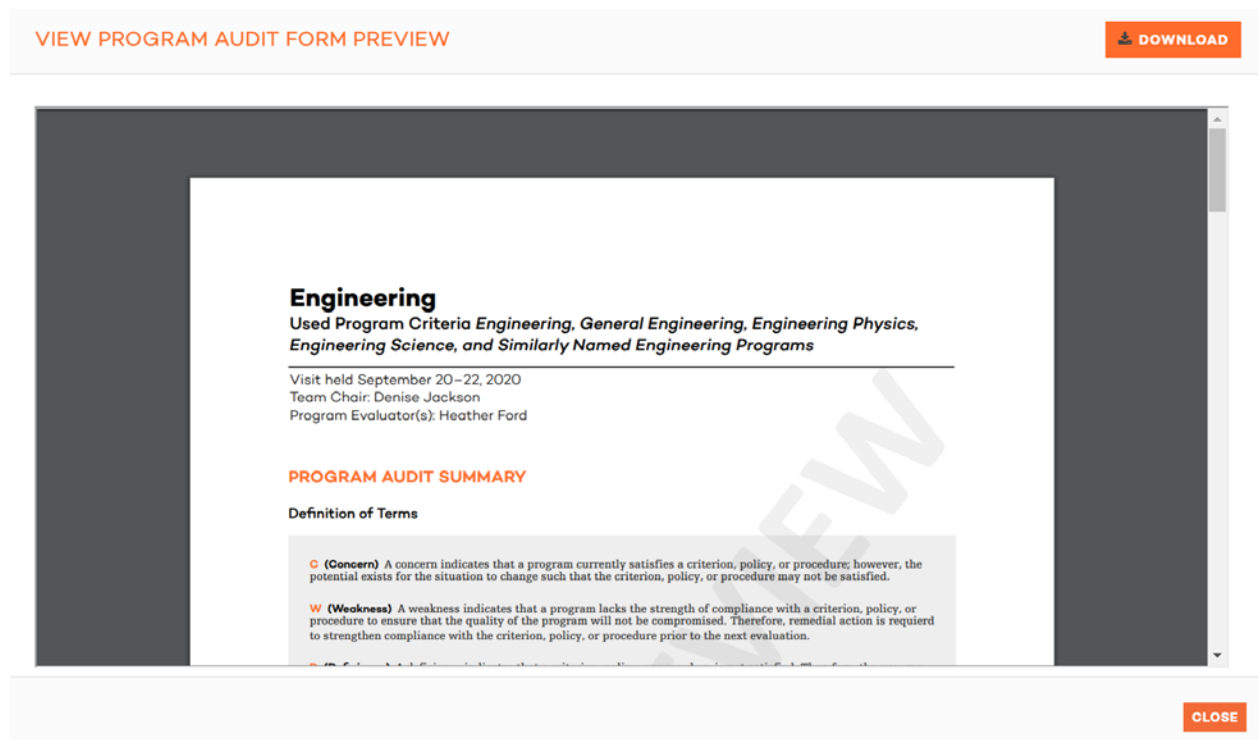 VIEW PROGRAM AUDIT FORM PREVIEW
DOWNLOAD
Engineering
Used Program Criteria Engineering, General Engineering, Engineering Physics,
Engineering Science, and Similarly Named Engineering Programs
Visit held September 20–22, 2020
Team Chair: Denise Jackson
Program Evaluator(s): Heather Ford
PROGRAM AUDIT SUMMARY
Definition of Terms
C (Concern) A concern indicates that a program currently satisfies a criterion, policy, or procedure; however, the
potential exists for the situation to change such that the criterion, policy, or procedure may not be satisfied.
W (Weakness) A weakness indicates that a program lacks the strength of compliance with a criterion, policy, or
procedure to ensure that the quality of the program will not be compromised. Therefore, remedial action is requierd
to strengthen compliance with the criterion, policy, or procedure prior to the next evaluation.
CLOSE